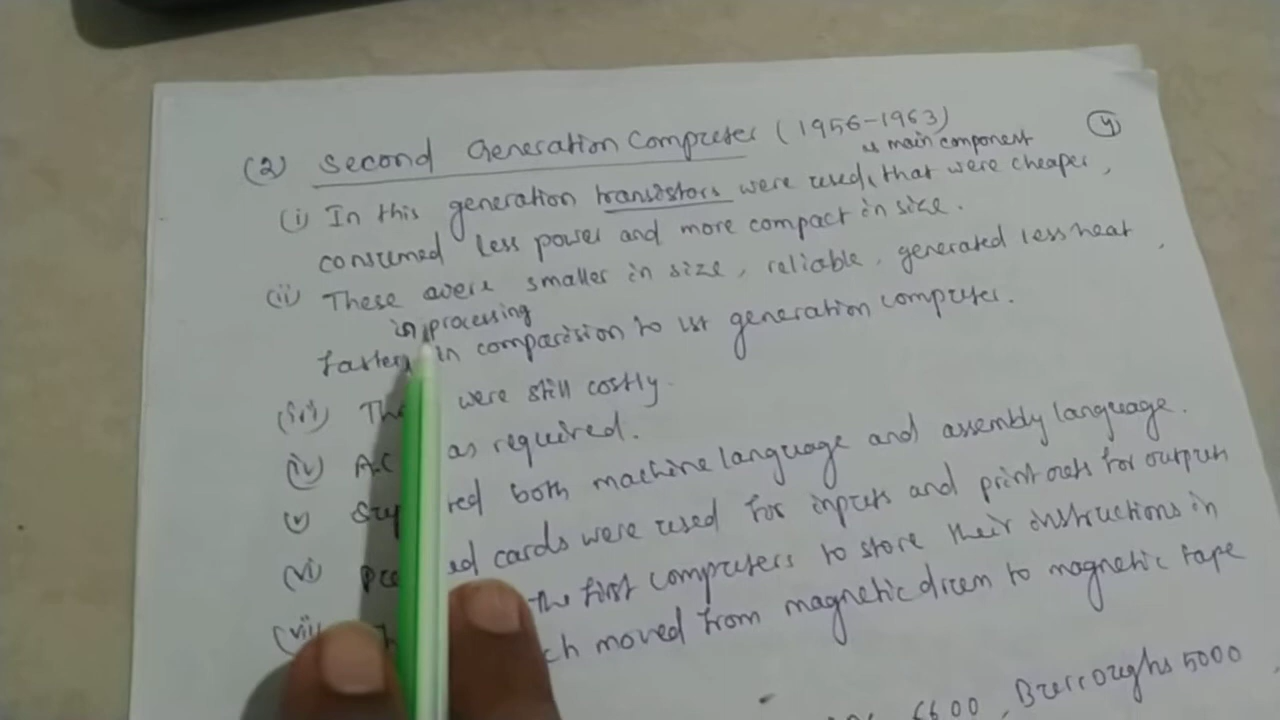 (2) Second Generation Computer (1956-1963)
4
as main component
(i) In this generation transistors were used, that were cheaper,
consumed less power and more compact in size.
(ii) These were smaller in size, reliable, generated less heat,
in processing
faster in comparision to 1st generation computer.
(iii) were still costly.
(iv) A.C as required.
(v) both machine language and assembly language.
(vi) cards were used for inputs and print outs for outputs
(vii) the first computers to store their instructions in
moved from magnetic drum to magnetic tape
6600, Burroughs 5000